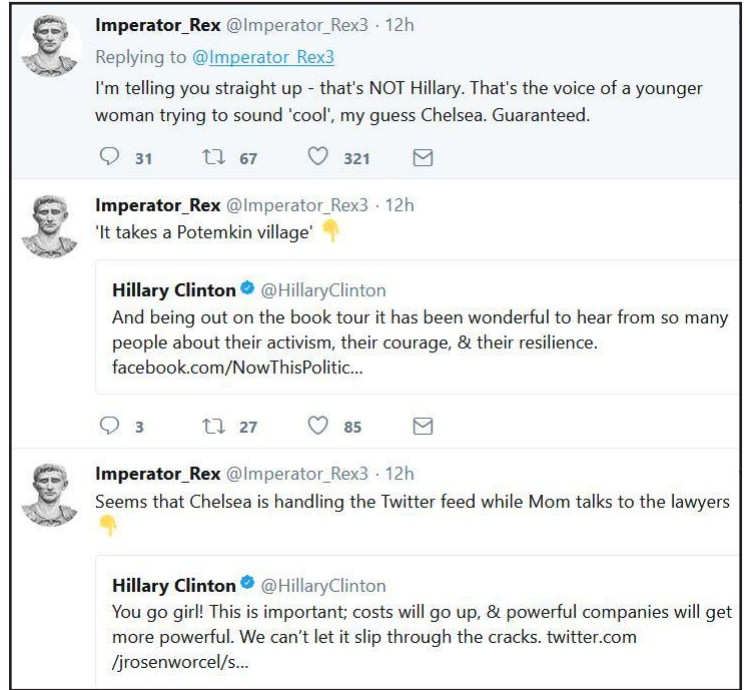 Imperator_Rex @Imperator_Rex3 · 12h
Replying to @Imperator_Rex3
I'm telling you straight up - that's NOT Hillary. That's the voice of a younger
woman trying to sound 'cool', my guess Chelsea. Guaranteed.
31 67 321
Imperator_Rex @Imperator_Rex3 · 12h
'It takes a Potemkin village' 👇
Hillary Clinton @HillaryClinton
And being out on the book tour it has been wonderful to hear from so many
people about their activism, their courage, & their resilience.
facebook.com/NowThisPolitic...
3 27 85
Imperator_Rex @Imperator_Rex3 · 12h
Seems that Chelsea is handling the Twitter feed while Mom talks to the lawyers
👇
Hillary Clinton @HillaryClinton
You go girl! This is important; costs will go up, & powerful companies will get
more powerful. We can't let it slip through the cracks. twitter.com
/jrosenworcel/s...